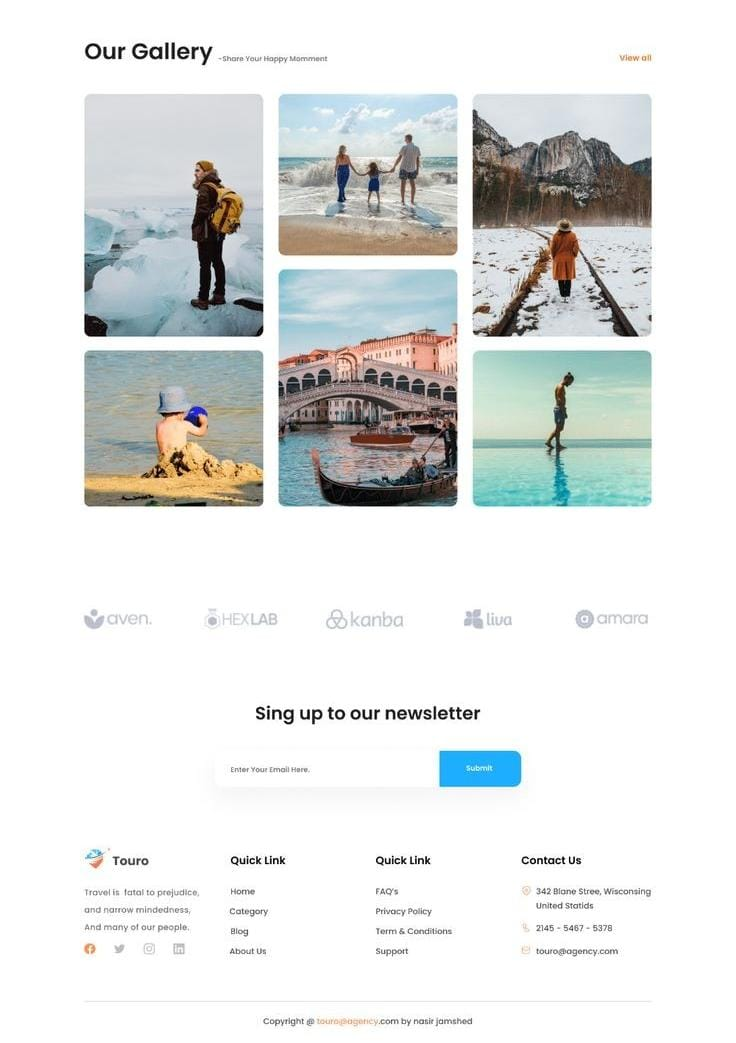 Our Gallery -Share Your Happy Momment
View all
aven. HEXLAB kanba liva a amara
Sing up to our newsletter
Enter Your Email Here. Submit
Touro
Travel is fatal to prejudice,
and narrow mindedness,
And many of our people.
Quick Link
Home
Category
Blog
About Us
Quick Link
FAQ's
Privacy Policy
Term & Conditions
Support
Contact Us
342 Blane Stree, Wisconsing
United Statids
2145 - 5467 - 5378
touro@agency.com
Copyright @ touro@agency.com by nasir jamshed